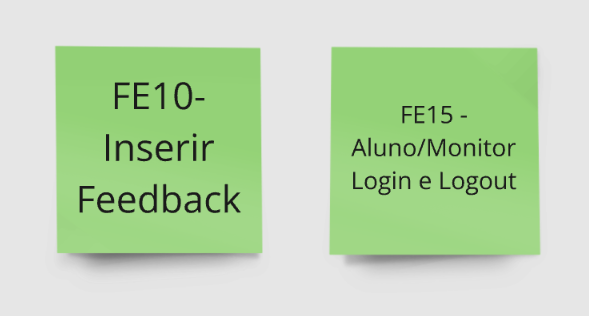 FE10-
Inserir
Feedback
FE15 -
Aluno/Monitor
Login e Logout